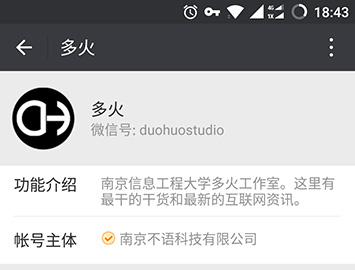 18:43
多火
多火
微信号: duohuostudio
功能介绍 南京信息工程大学多火工作室。这里有
最干的干货和最新的互联网资讯。
帐号主体 南京不语科技有限公司